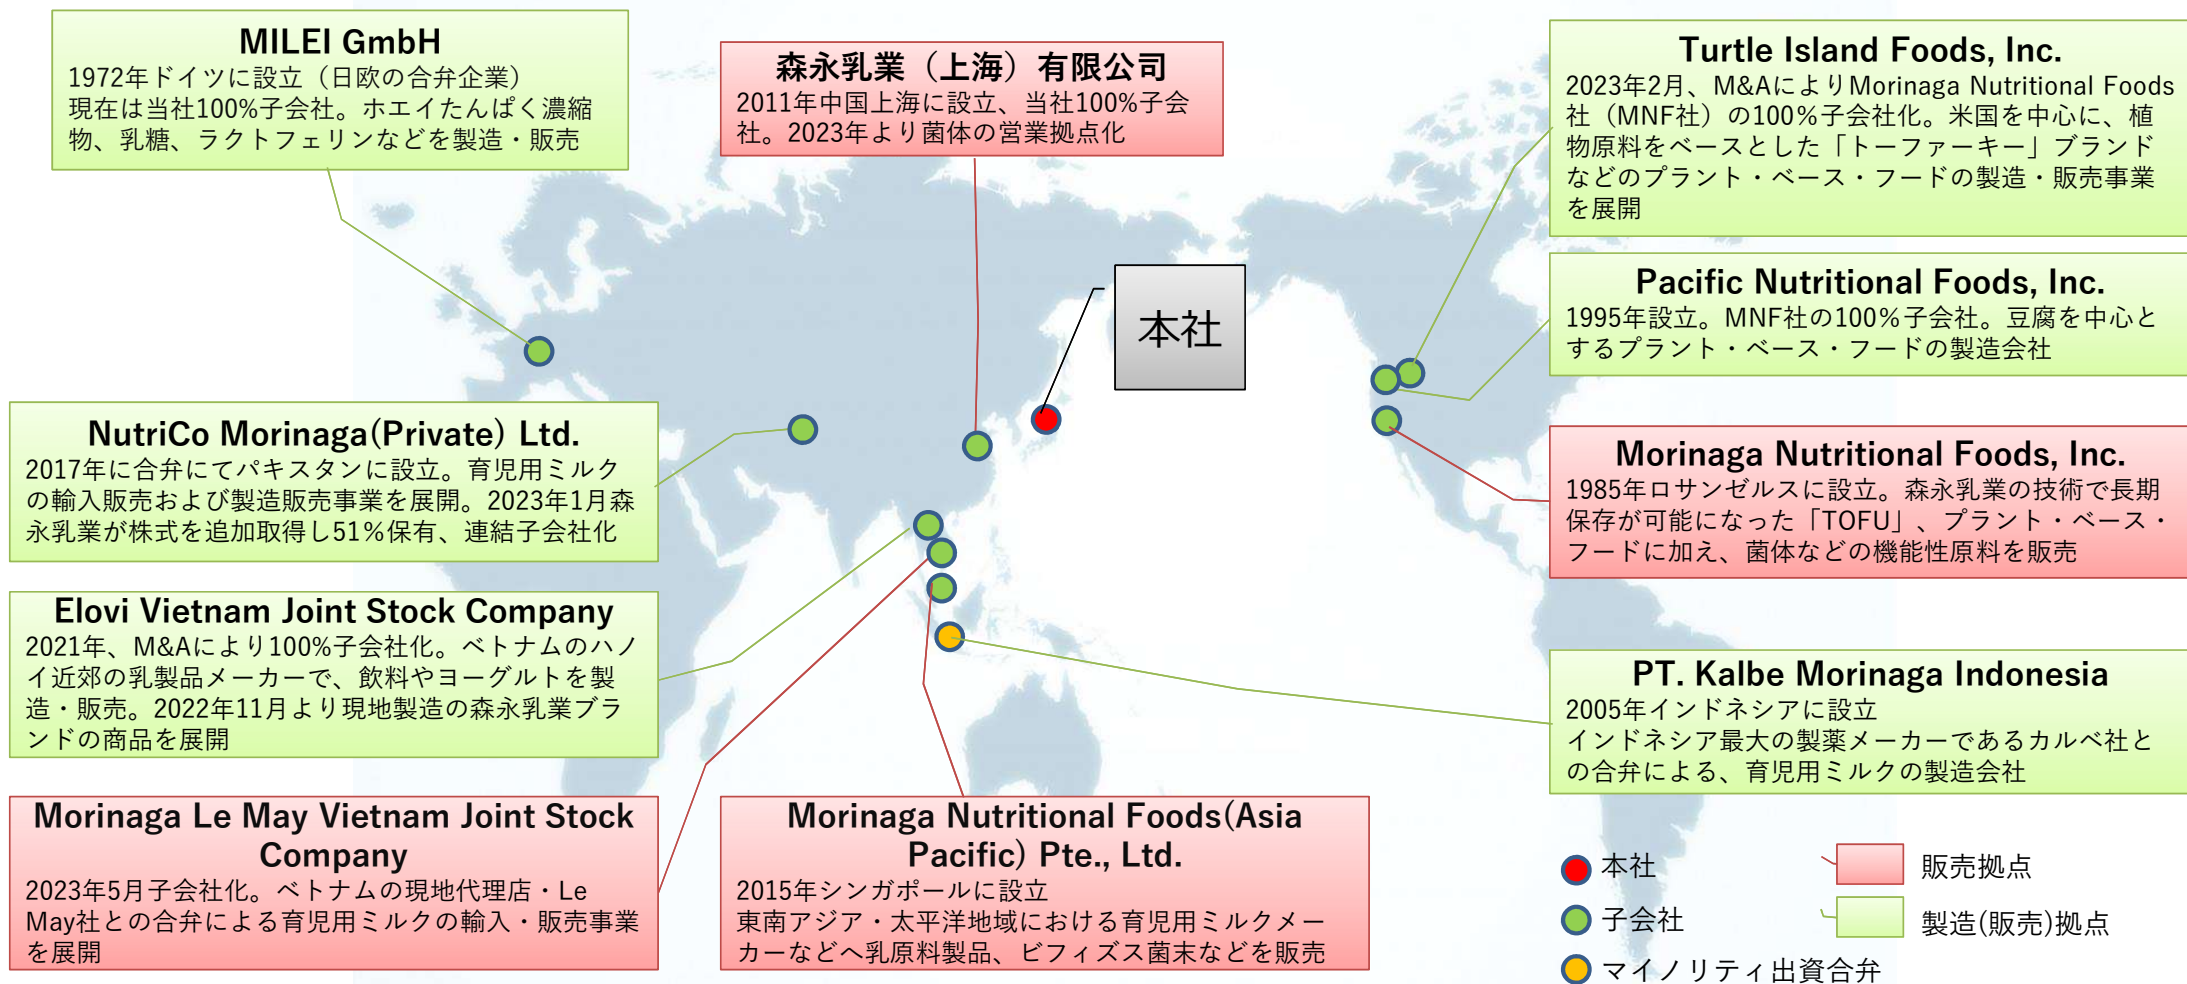 MILEI GmbH
1972年ドイツに設立（日欧の合弁企業）
現在は当社100%子会社。ホエイたんぱく濃縮
物、乳糖、ラクトフェリンなどを製造・販売
森永乳業（上海）有限公司
2011年中国上海に設立、当社100%子会
社。2023年より菌体の営業拠点化
Turtle Island Foods, Inc.
2023年2月、M&AによりMorinaga Nutritional Foods
社（MNF社）の100％子会社化。米国を中心に、植
物原料をベースとした「トーファーキー」ブランド
などのプラント・ベース・フードの製造・販売事業
を展開
本社
Pacific Nutritional Foods, Inc.
1995年設立。MNF社の100％子会社。豆腐を中心と
するプラント・ベース・フードの製造会社
NutriCo Morinaga(Private) Ltd.
2017年に合弁にてパキスタンに設立。育児用ミルク
の輸入販売および製造販売事業を展開。2023年1月森
永乳業が株式を追加取得し51%保有、連結子会社化
Morinaga Nutritional Foods, Inc.
1985年ロサンゼルスに設立。森永乳業の技術で長期
保存が可能になった「TOFU」、プラント・ベース・
フードに加え、菌体などの機能性原料を販売
Elovi Vietnam Joint Stock Company
2021年、M&Aにより100%子会社化。ベトナムのハノ
イ近郊の乳製品メーカーで、飲料やヨーグルトを製
造・販売。2022年11月より現地製造の森永乳業ブラ
ンドの商品を展開
PT. Kalbe Morinaga Indonesia
2005年インドネシアに設立
インドネシア最大の製薬メーカーであるカルベ社と
の合弁による、育児用ミルクの製造会社
Morinaga Le May Vietnam Joint Stock
Company
2023年5月子会社化。ベトナムの現地代理店・Le
May社との合弁による育児用ミルクの輸入・販売事業
を展開
Morinaga Nutritional Foods(Asia
Pacific) Pte., Ltd.
2015年シンガポールに設立
東南アジア・太平洋地域における育児用ミルクメー
カーなどへ乳原料製品、ビフィズス菌末などを販売
本社
販売拠点
子会社
製造(販売)拠点
マイノリティ出資合弁